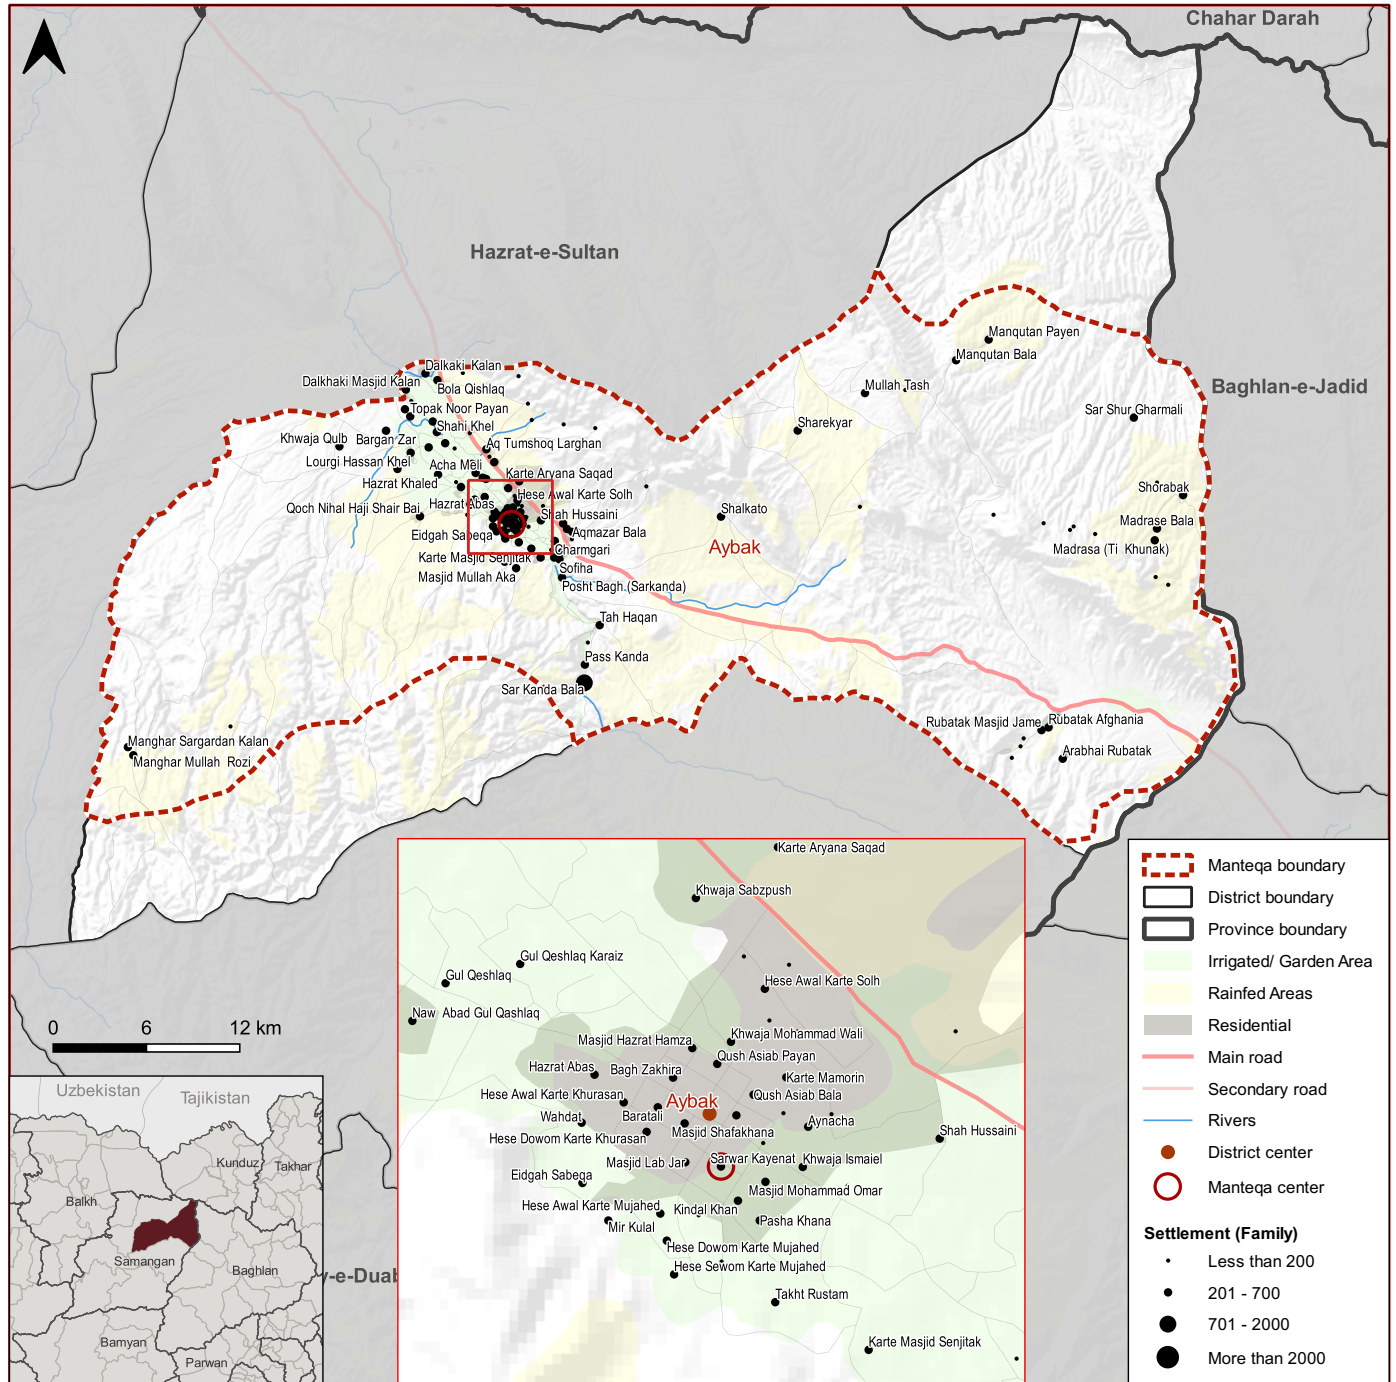 Chahar Darah
Hazrat-e-Sultan
Baghlan-e-Jadid
Manqutan Payen
Manqutan Bala
Mullah Tash
Sar Shur Gharmali
Sharekyar
Dalkaki Kalan
Dalkhaki Masjid Kalan
Bola Qishlaq
Topak Noor Payan
Shahi Khel
Khwaja Qulb
Bargan Zar
Aq Tumshoq Larghan
Lourgi Hassan Khel
Acha Meli
Karte Aryana Saqad
Hazrat Khaled
Hese Awal Karte Solh
Shorabak
Qoch Nihal Haji Shair Bai
Hazrat Abas
Shah Hussaini
Shalkato
Madrase Bala
Eidgah Sabeqa
Aqmazar Bala
Aybak
Madrasa (Ti Khunak)
Karte Masjid Senjitak
Charmgari
Masjid Mullah Aka
Sofiha
Posht Bagh (Sarkanda)
Tah Haqan
Pass Kanda
Sar Kanda Bala
Rubatak Masjid Jame
Rubatak Afghania
Arabhai Rubatak
Manghar Sargardan Kalan
Manghar Mullah Rozi
0 6 12 km
Karte Aryana Saqad
Khwaja Sabzpush
Gul Qeshlaq Karaiz
Gul Qeshlaq
Hese Awal Karte Solh
Naw Abad Gul Qashlaq
Khwaja Mohammad Wali
Masjid Hazrat Hamza
Qush Asiab Payan
Hazrat Abas
Bagh Zakhira
Karte Mamorin
Hese Awal Karte Khurasan
Qush Asiab Bala
Aybak
Wahdat
Baratali
Aynacha
Hese Dowom Karte Khurasan
Masjid Shafakhana
Shah Hussaini
Masjid Lab Jar
Sarwar Kayenat
Khwaja Ismaiel
Eidgah Sabeqa
Masjid Mohammad Omar
Hese Awal Karte Mujahed
Kindal Khan
Mir Kulal
Pasha Khana
Hese Dowom Karte Mujahed
Hese Sewom Karte Mujahed
Takht Rustam
Karte Masjid Senjitak
y-e-Duab
Uzbekistan
Tajikistan
Kunduz
Takhar
Balkh
Samangan
Baghlan
Bamyan
Parwan
Manteqa boundary
District boundary
Province boundary
Irrigated/ Garden Area
Rainfed Areas
Residential
Main road
Secondary road
Rivers
District center
Manteqa center
Settlement (Family)
Less than 200
201 - 700
701 - 2000
More than 2000